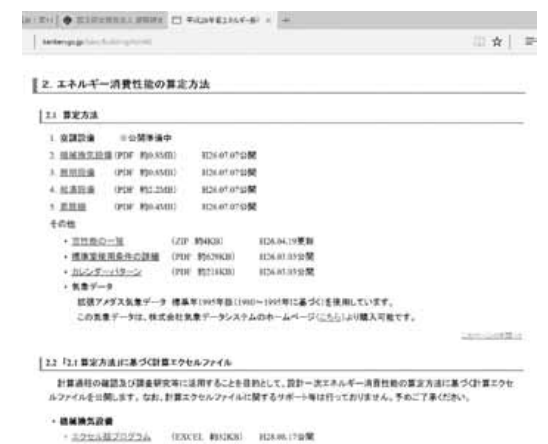 2. エネルギー消費性能の算定方法
2.1 算定方法
1. 空調設備 ※公開準備中
2. 機械換気設備 (PDF 約0.8MB) H26.07.07公開
3. 照明設備 (PDF 約0.8MB) H26.07.07公開
4. 給湯設備 (PDF 約2.2MB) H26.07.07公開
5. 昇降機 (PDF 約0.4MB) H26.07.07公開
その他
・ 室性能の一覧 (ZIP 約4KB) H28.04.19更新
・ 標準室使用条件の詳細 (PDF 約629KB)
・ カレンダーパターン (PDF 約218KB)
・ 気象データ
拡張アメダス気象データ 標準年1995年版(1990～1995年に基づく)を使用しています。
この気象データは、株式会社気象データシステムのホームページ(こちら)より購入可能です。
2.2 「2.1 算定方法」に基づく計算エクセルファイル
計算過程の確認及び調査研究等に活用することを目的として、設計一次エネルギー消費性能の算定方法に基づく計算エクセ
ルファイルを公開します。なお、計算エクセルファイルに関するサポート等は行っておりません。予めご了承ください。
・ 機械換気設備
・ エクセル版プログラム (EXCEL 約32KB) H28.06.17公開